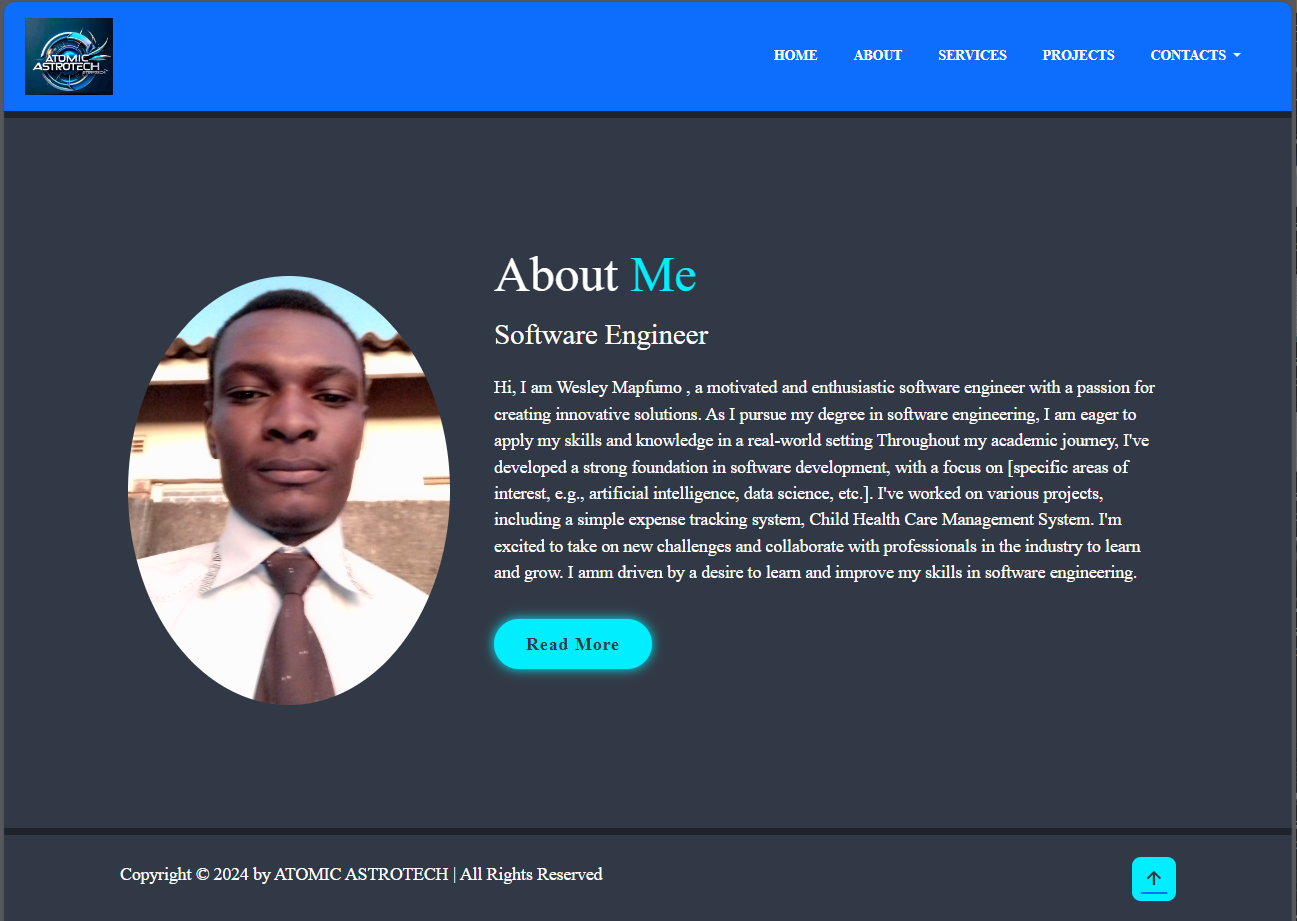 ATOMIC
ASTROTECH
HOME ABOUT SERVICES PROJECTS CONTACTS
About Me
Software Engineer
Hi, I am Wesley Mapfumo , a motivated and enthusiastic software engineer with a passion for
creating innovative solutions. As I pursue my degree in software engineering, I am eager to
apply my skills and knowledge in a real-world setting Throughout my academic journey, I've
developed a strong foundation in software development, with a focus on [specific areas of
interest, e.g., artificial intelligence, data science, etc.]. I've worked on various projects,
including a simple expense tracking system, Child Health Care Management System. I'm
excited to take on new challenges and collaborate with professionals in the industry to learn
and grow. I amm driven by a desire to learn and improve my skills in software engineering.
Read More
Copyright © 2024 by ATOMIC ASTROTECH | All Rights Reserved